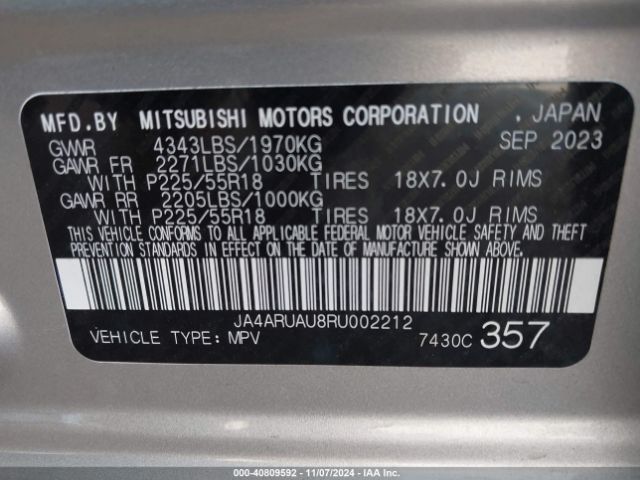 MFD.BY MITSUBISHI MOTORS CORPORATION . JAPAN
GVWR 4343LBS/1970KG SEP 2023
GAWR FR 2271LBS/1030KG
WITH P225/55R18 TIRES 18X7.0J RIMS
GAWR RR 2205LBS/1000KG
WITH P225/55R18 TIRES 18X7.0J RIMS
THIS VEHICLE CONFORMS TO ALL APPLICABLE FEDERAL MOTOR VEHICLE SAFETY AND THEFT
PREVENTION STANDARDS IN EFFECT ON THE DATE OF MANUFACTURE SHOWN ABOVE.
JA4ARUAU8RU002212
VEHICLE TYPE:MPV 7430C 357
000-40809592 - 11/07/2024 - IAA Inc.